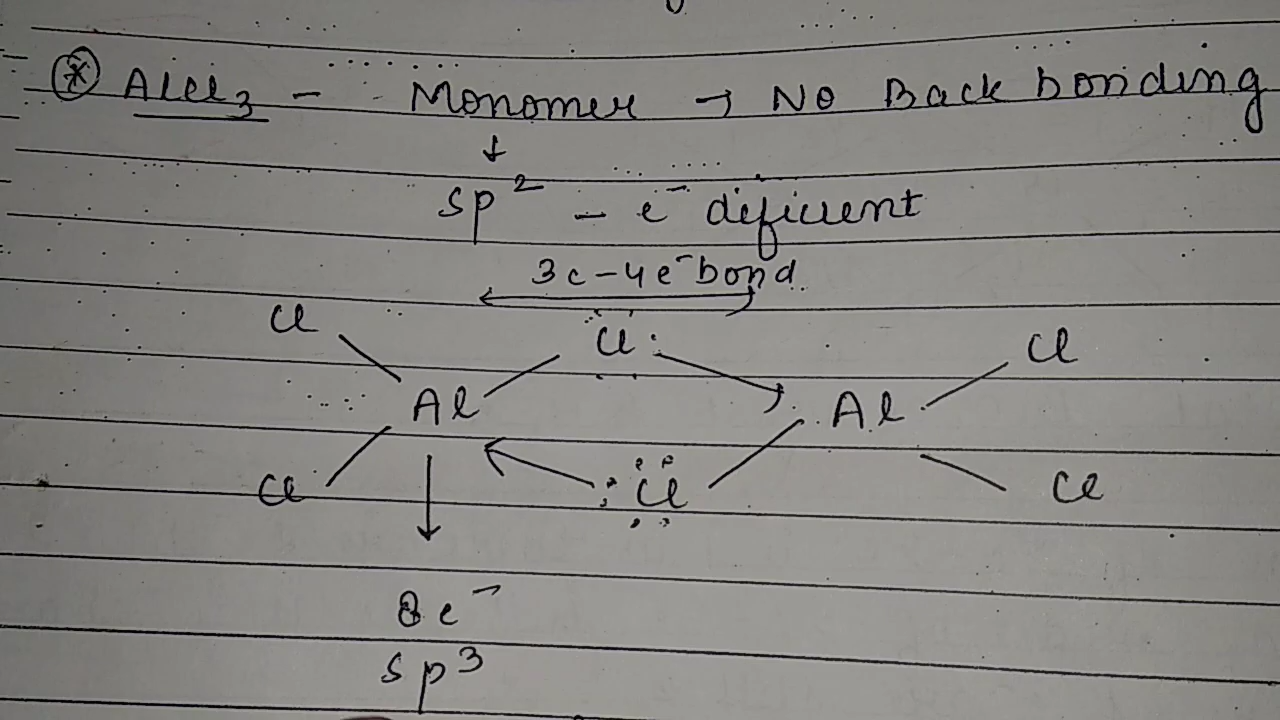 ⊛ AlCl3 - Monomer → No Back bonding
↓
sp² - e⁻ deficient
3c-4e⁻ bond
Cl Cl Cl
Al Al
Cl Cl Cl
↓
8e⁻
sp³